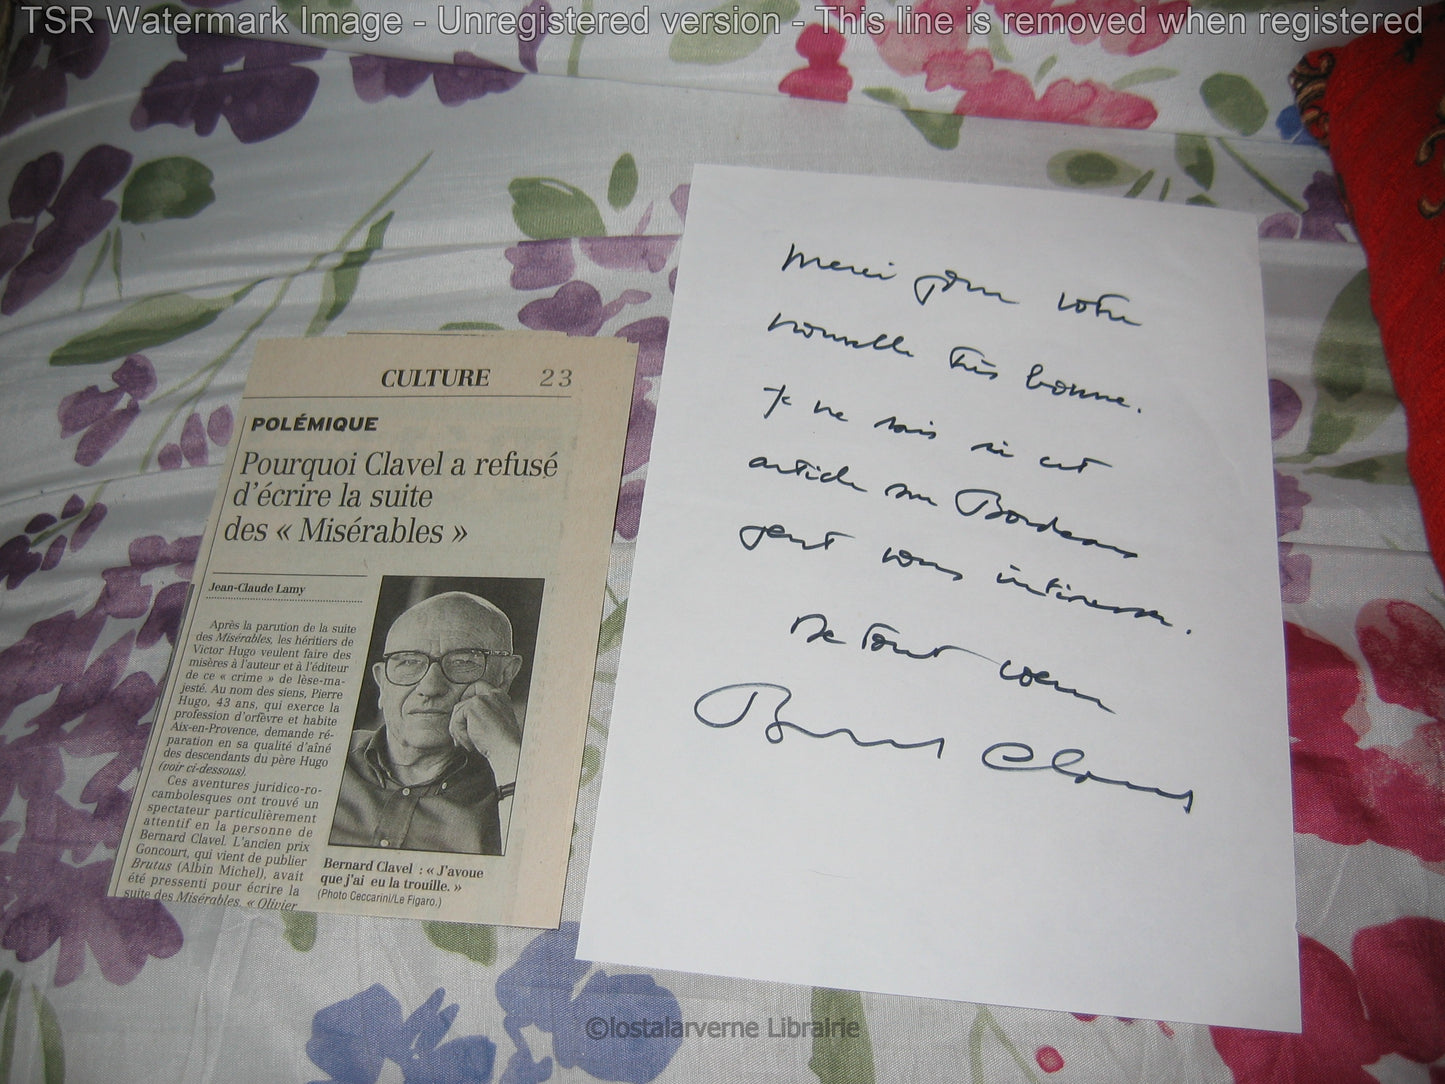 TSR Watermark Image - Unregistered version - This line is removed when registered
CULTURE 23
POLÉMIQUE
Pourquoi Clavel a refusé
d'écrire la suite
des « Misérables »
Jean-Claude Lamy
Après la parution de la suite
des Misérables, les héritiers de
Victor Hugo veulent faire des
misères à l'auteur et à l'éditeur
de ce « crime » de lèse-ma-
jesté. Au nom des siens, Pierre
Hugo, 43 ans, qui exerce la
profession d'orfèvre et habite
Aix-en-Provence, demande ré-
paration en sa qualité d'aîné
des descendants du père Hugo
(voir ci-dessous).
Ces aventures juridico-ro-
cambolesques ont trouvé un
spectateur particulièrement
attentif en la personne de
Bernard Clavel. L'ancien prix
Goncourt, qui vient de publier
Brutus (Albin Michel), avait
été pressenti pour écrire la
suite des Misérables. « Olivier
Bernard Clavel : « J'avoue
que j'ai eu la trouille. »
(Photo Ceccarini/Le Figaro.)
Merci pour votre
nouvelle très bonne.
Je ne sais si cet
article sur Bordeaux
peut vous intéresser.
De tout coeur
Bernard Clavel
©lostalarverne Librairie